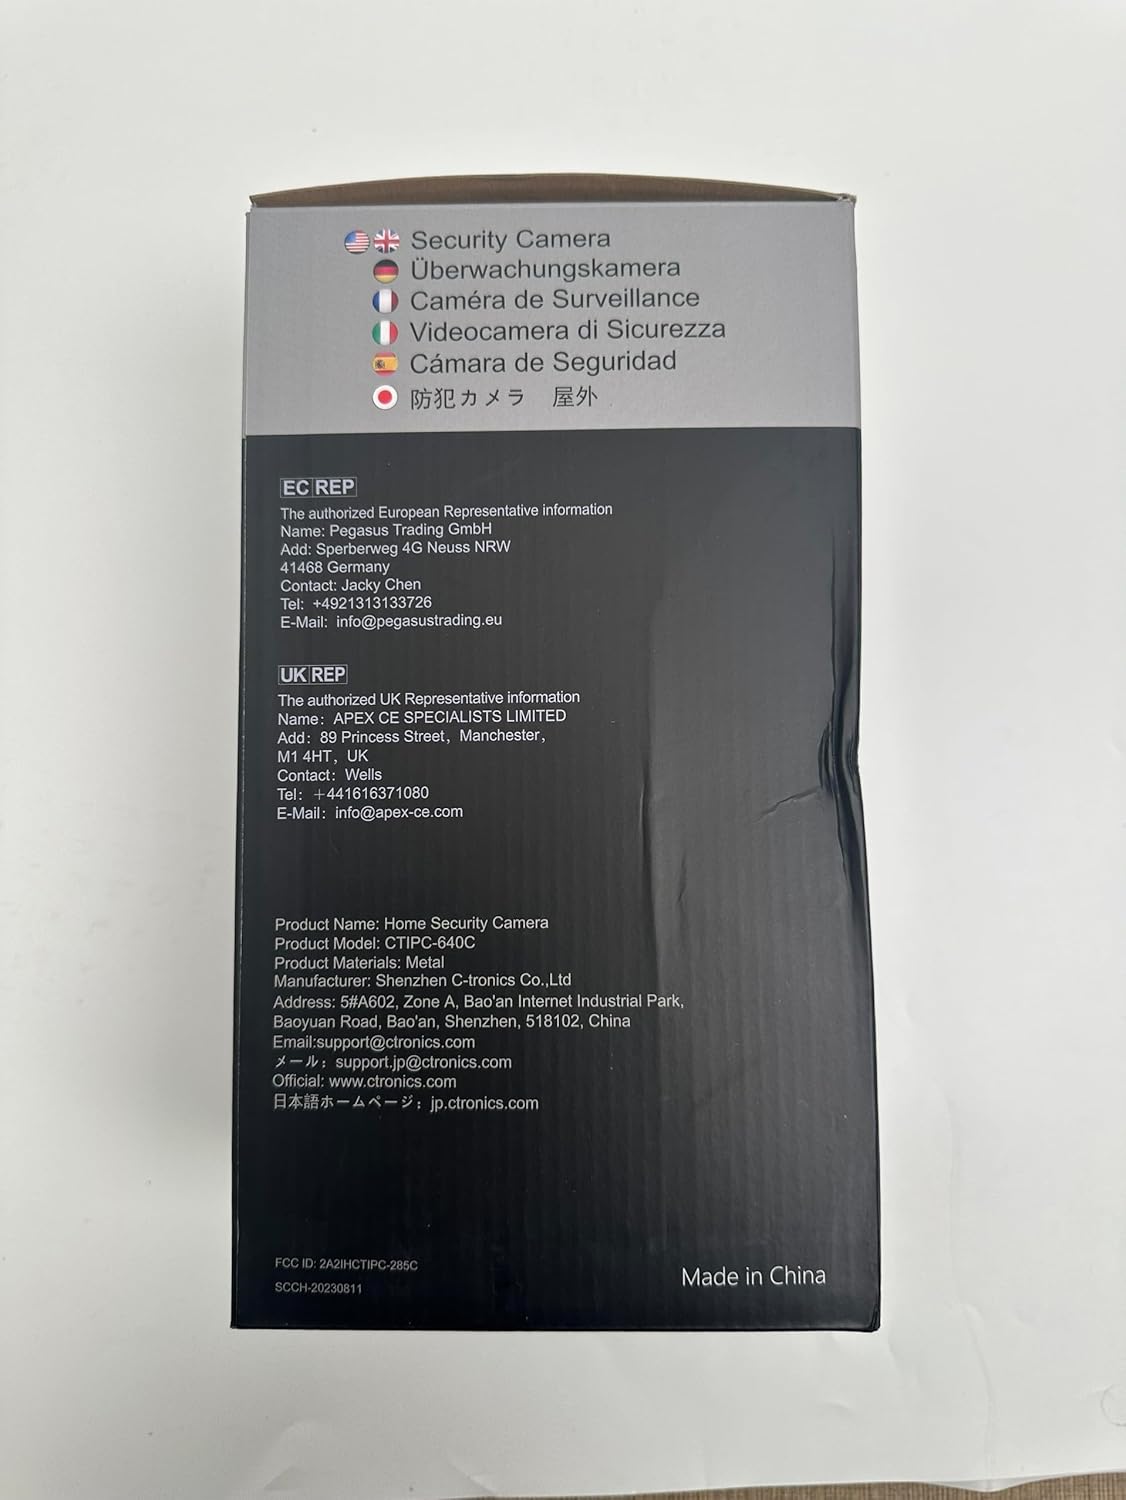 Security Camera
Überwachungskamera
Caméra de Surveillance
Videocamera di Sicurezza
Cámara de Seguridad
防犯カメラ　屋外
EC REP
The authorized European Representative information
Name: Pegasus Trading GmbH
Add: Sperberweg 4G Neuss NRW
41468 Germany
Contact: Jacky Chen
Tel: +4921313133726
E-Mail: info@pegasustrading.eu
UK REP
The authorized UK Representative information
Name： APEX CE SPECIALISTS LIMITED
Add：89 Princess Street，Manchester，
M1 4HT，UK
Contact：Wells
Tel：+441616371080
E-Mail：info@apex-ce.com
Product Name: Home Security Camera
Product Model: CTIPC-640C
Product Materials: Metal
Manufacturer: Shenzhen C-tronics Co.,Ltd
Address: 5#A602, Zone A, Bao'an Internet Industrial Park,
Baoyuan Road, Bao'an, Shenzhen, 518102, China
Email:support@ctronics.com
メール：support.jp@ctronics.com
Official: www.ctronics.com
日本語ホームページ：jp.ctronics.com
FCC ID: 2A2IHCTIPC-285C
SCCH-20230811
Made in China